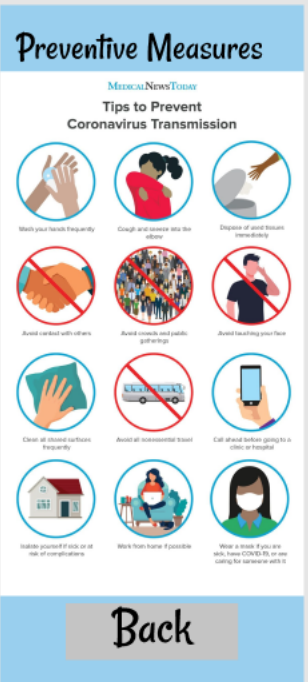 Preventive Measures
MEDICALNEWSTODAY
Tips to Prevent
Coronavirus Transmission
Wash your hands frequently
Cough and sneeze into the
elbow
Dispose of used tissues
immediately
Avoid contact with others
Avoid crowds and public
gatherings
Avoid touching your face
Clean all shared surfaces
frequently
Avoid all nonessential travel
Call ahead before going to a
clinic or hospital
Isolate yourself if sick or at
risk of complications
Work from home if possible
Wear a mask if you are
sick, have COVID-19, or are
caring for someone with it
Back